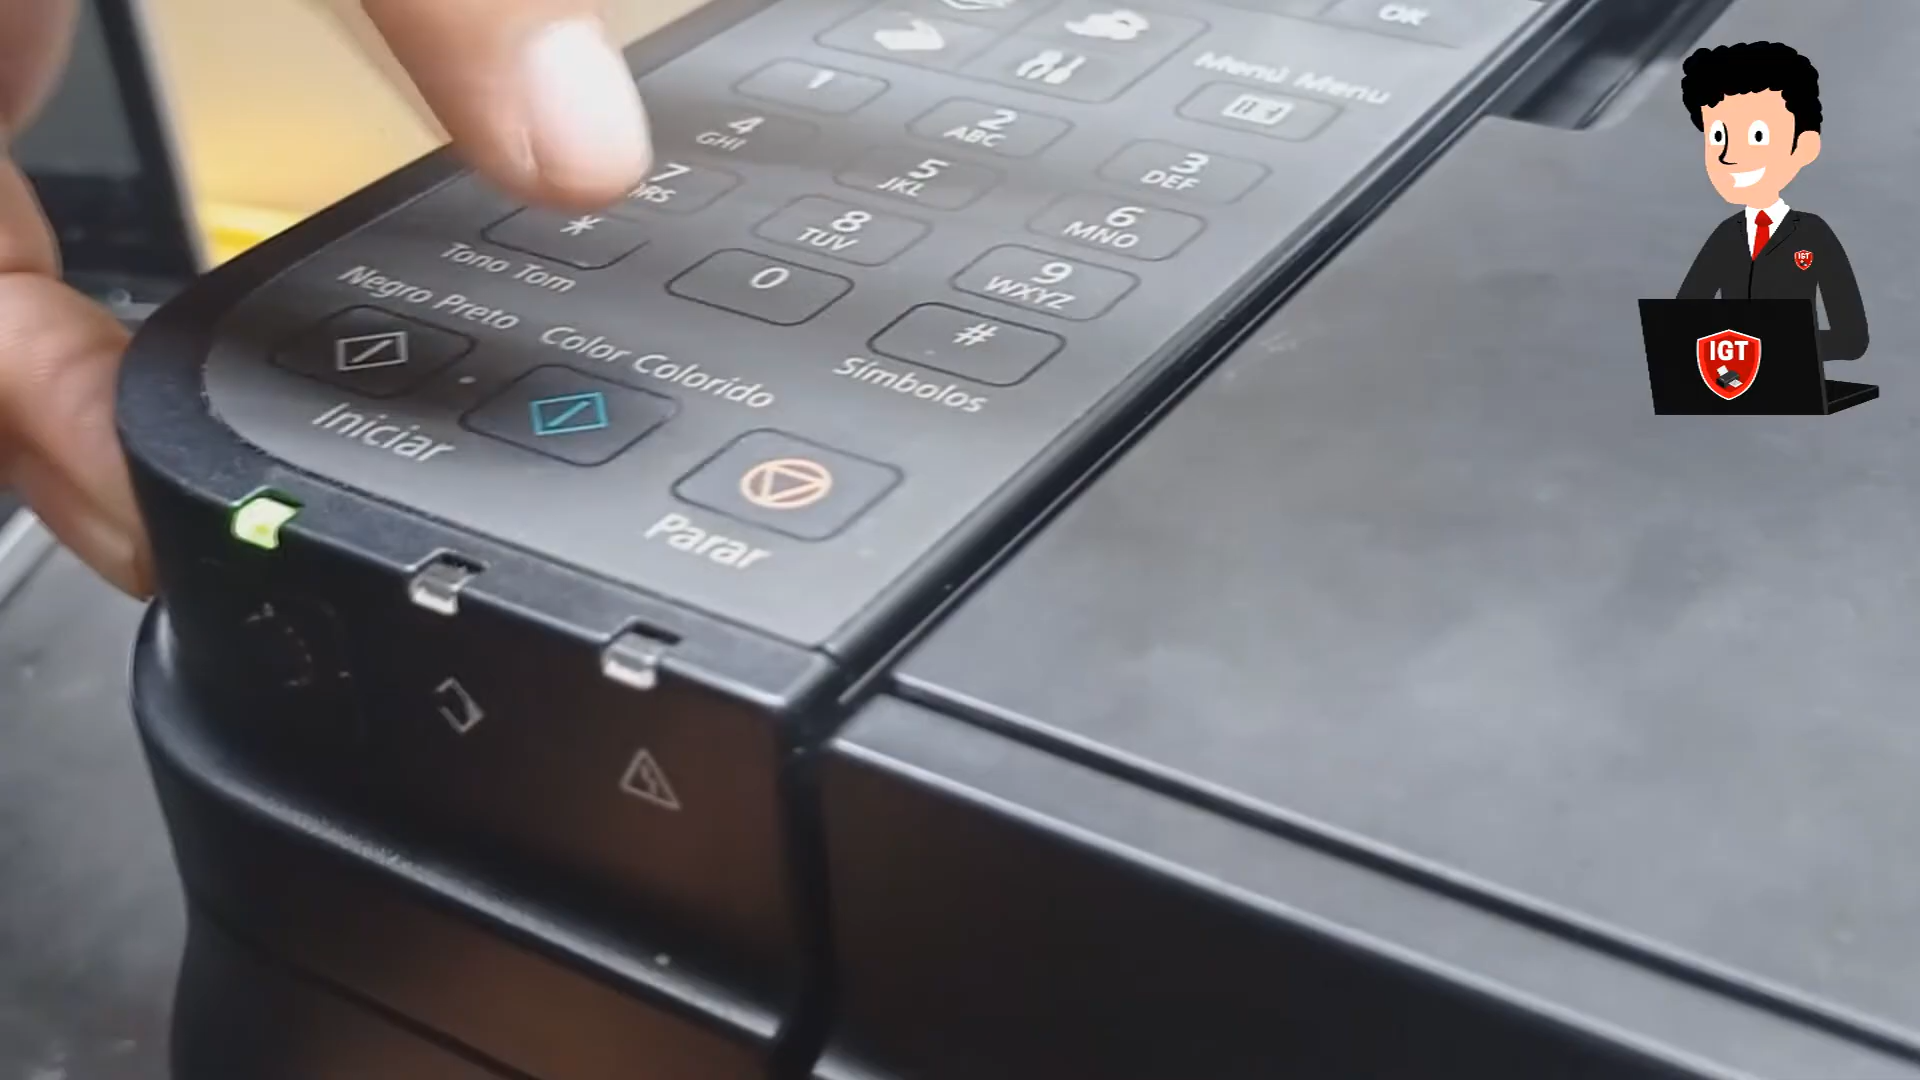 OK
Menú Menu
1
2
ABC
3
DEF
4
GHI
5
JKL
6
MNO
7
8
TUV
9
WXYZ
*
0
#
Tono Tom
Símbolos
Negro Preto
Color Colorido
Iniciar
Parar
IGT
IGT